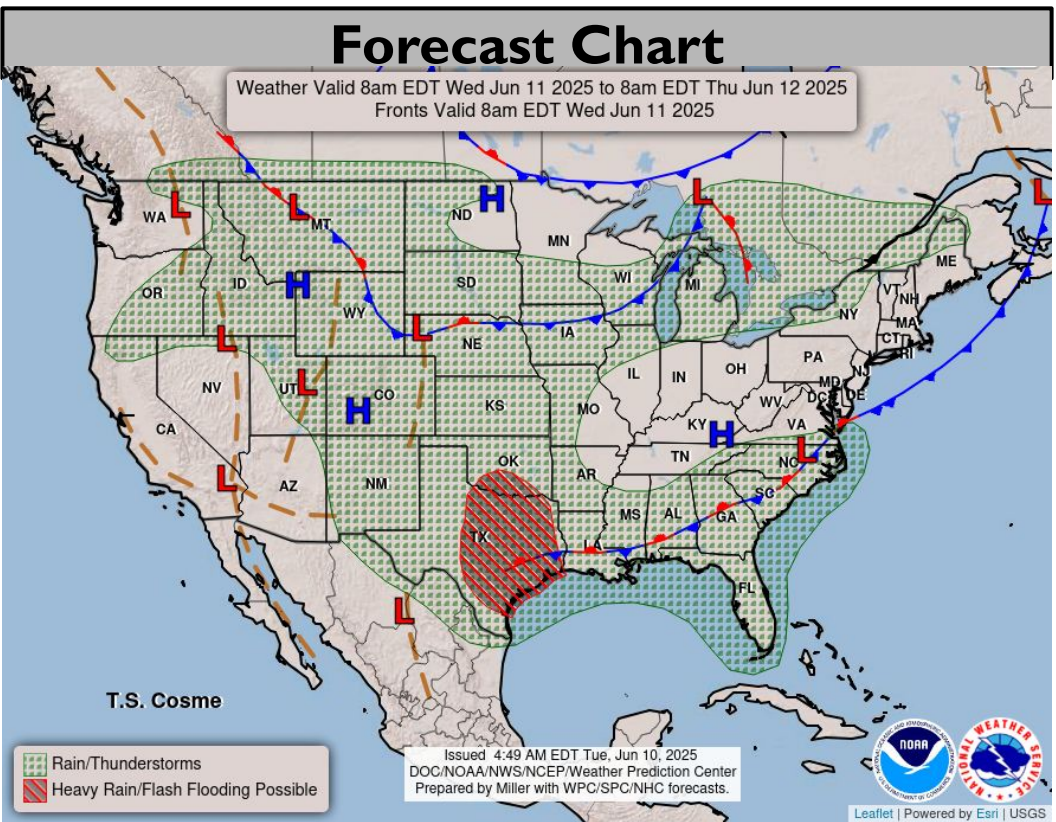 Forecast Chart
Weather Valid 8am EDT Wed Jun 11 2025 to 8am EDT Thu Jun 12 2025
Fronts Valid 8am EDT Wed Jun 11 2025
L
L
WA
L
L
H
ND
MT
MN
ME
OR
ID
H
SD
WI
MI
VT
NH
WY
NY
MA
L
L
NE
IA
CT
RI
PA
NV
UT
L
CO
H
KS
IL
IN
OH
MD
NJ
DC
DE
MO
WV
CA
KY
H
VA
TN
NC
L
L
AZ
NM
OK
AR
SC
MS
AL
GA
TX
LA
FL
L
T.S. Cosme
Rain/Thunderstorms
Heavy Rain/Flash Flooding Possible
Issued 4:49 AM EDT Tue, Jun 10, 2025
DOC/NOAA/NWS/NCEP/Weather Prediction Center
Prepared by Miller with WPC/SPC/NHC forecasts.
NOAA
NATIONAL WEATHER SERVICE
Leaflet | Powered by Esri | USGS